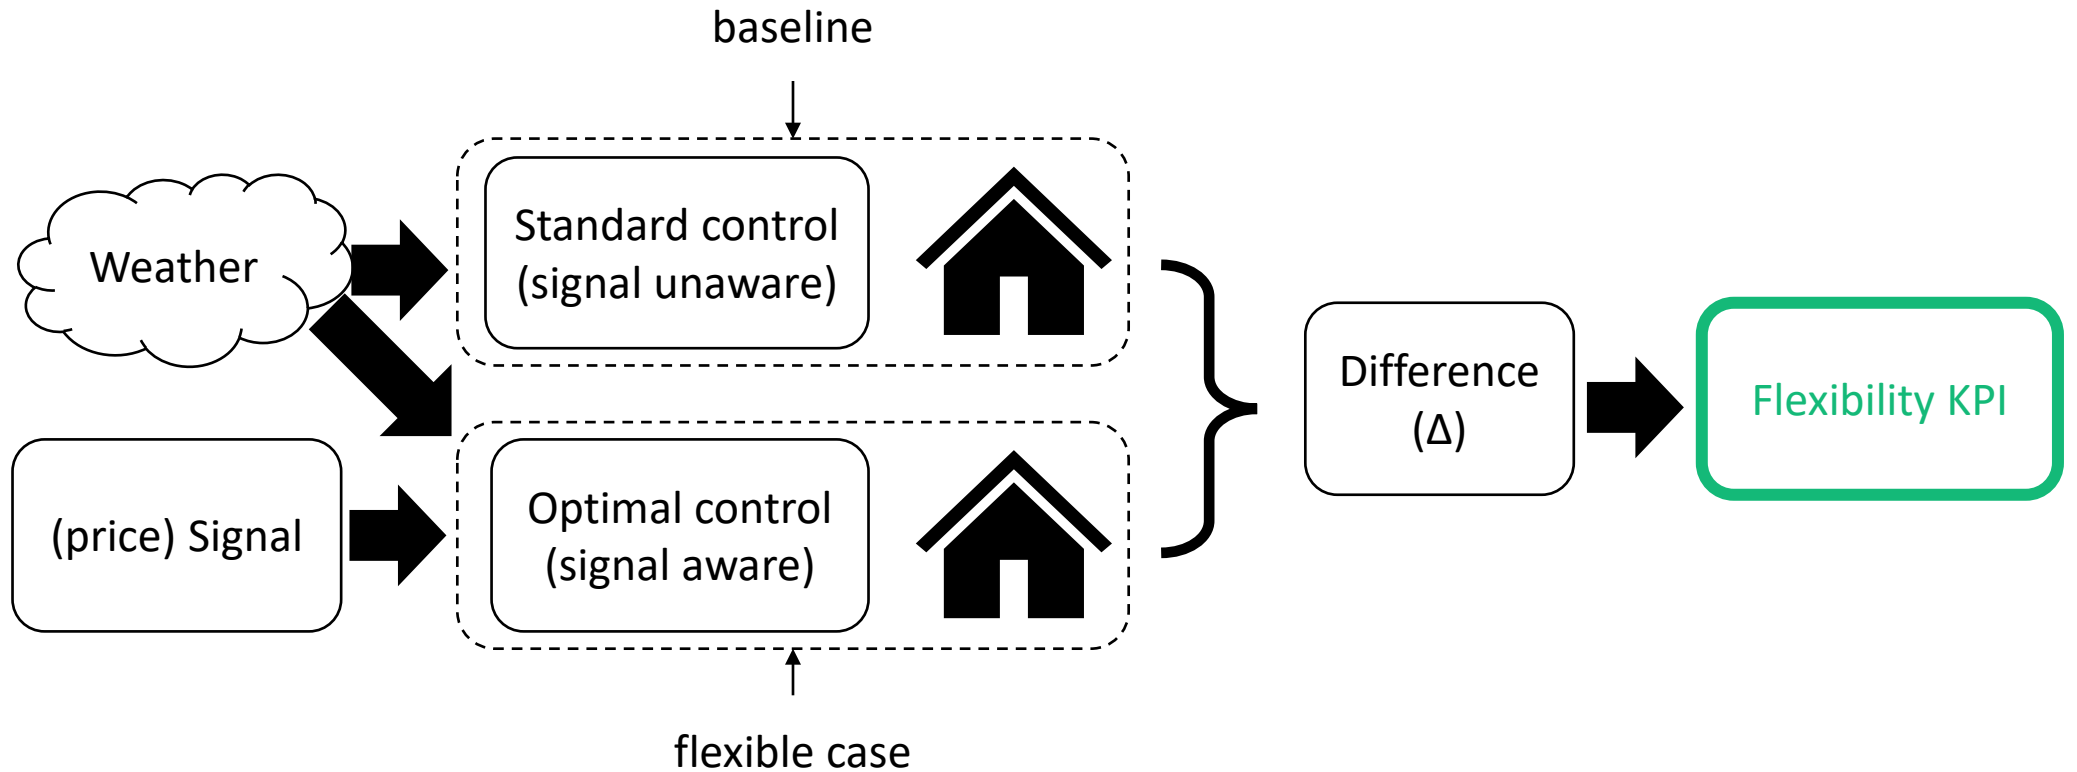 baseline
Weather
Standard control
(signal unaware)
(price) Signal
Optimal control
(signal aware)
flexible case
Difference
(Δ)
Flexibility KPI